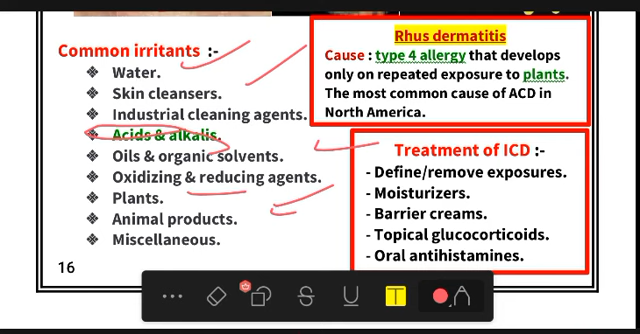 Common irritants :-
❖ Water.
❖ Skin cleansers.
❖ Industrial cleaning agents.
❖ Acids & alkalis.
❖ Oils & organic solvents.
❖ Oxidizing & reducing agents.
❖ Plants.
❖ Animal products.
❖ Miscellaneous.
Rhus dermatitis
Cause : type 4 allergy that develops
only on repeated exposure to plants.
The most common cause of ACD in
North America.
Treatment of ICD :-
- Define/remove exposures.
- Moisturizers.
- Barrier creams.
- Topical glucocorticoids.
- Oral antihistamines.
16